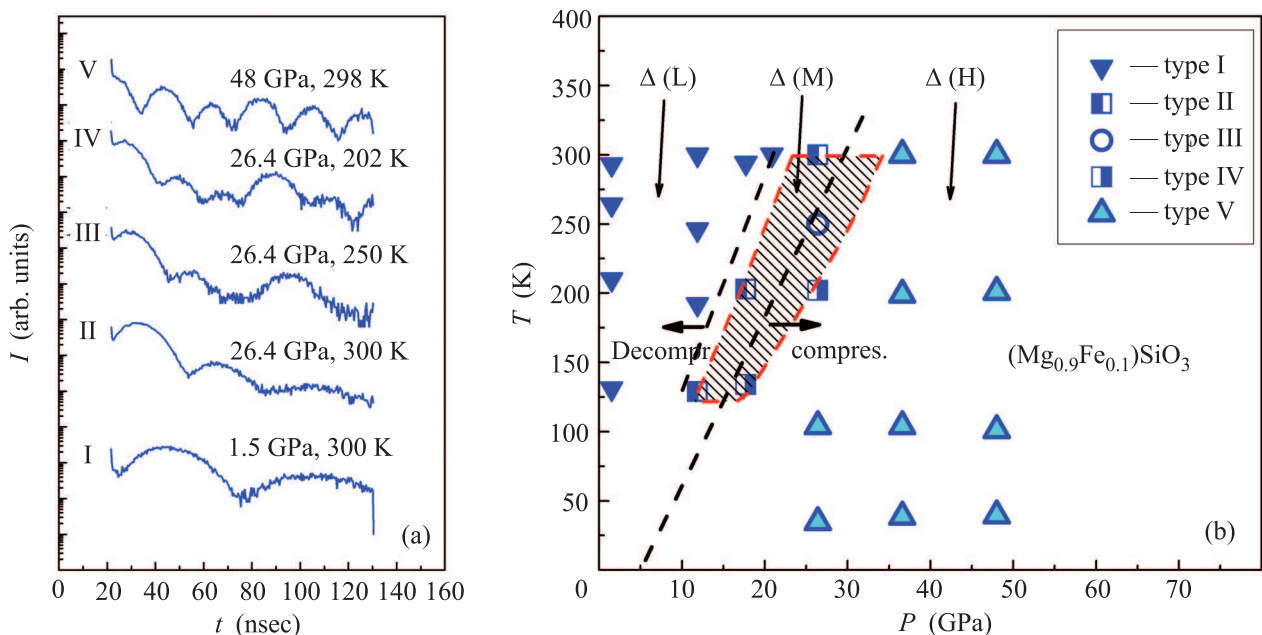 V
48 GPa, 298 K
IV
26.4 GPa, 202 K
III
26.4 GPa, 250 K
II
26.4 GPa, 300 K
I
1.5 GPa, 300 K
(a)
I (arb. units)
0 20 40 60 80 100 120 140 160
t (nsec)
400
350
300
250
200
150
100
50
0
T (K)
Δ (L)
Δ (M)
Δ (H)
— type I
— type II
— type III
— type IV
— type V
Decompr.
compres.
(Mg₀.₉Fe₀.₁)SiO₃
(b)
10 20 30 40 50 60 70
P (GPa)